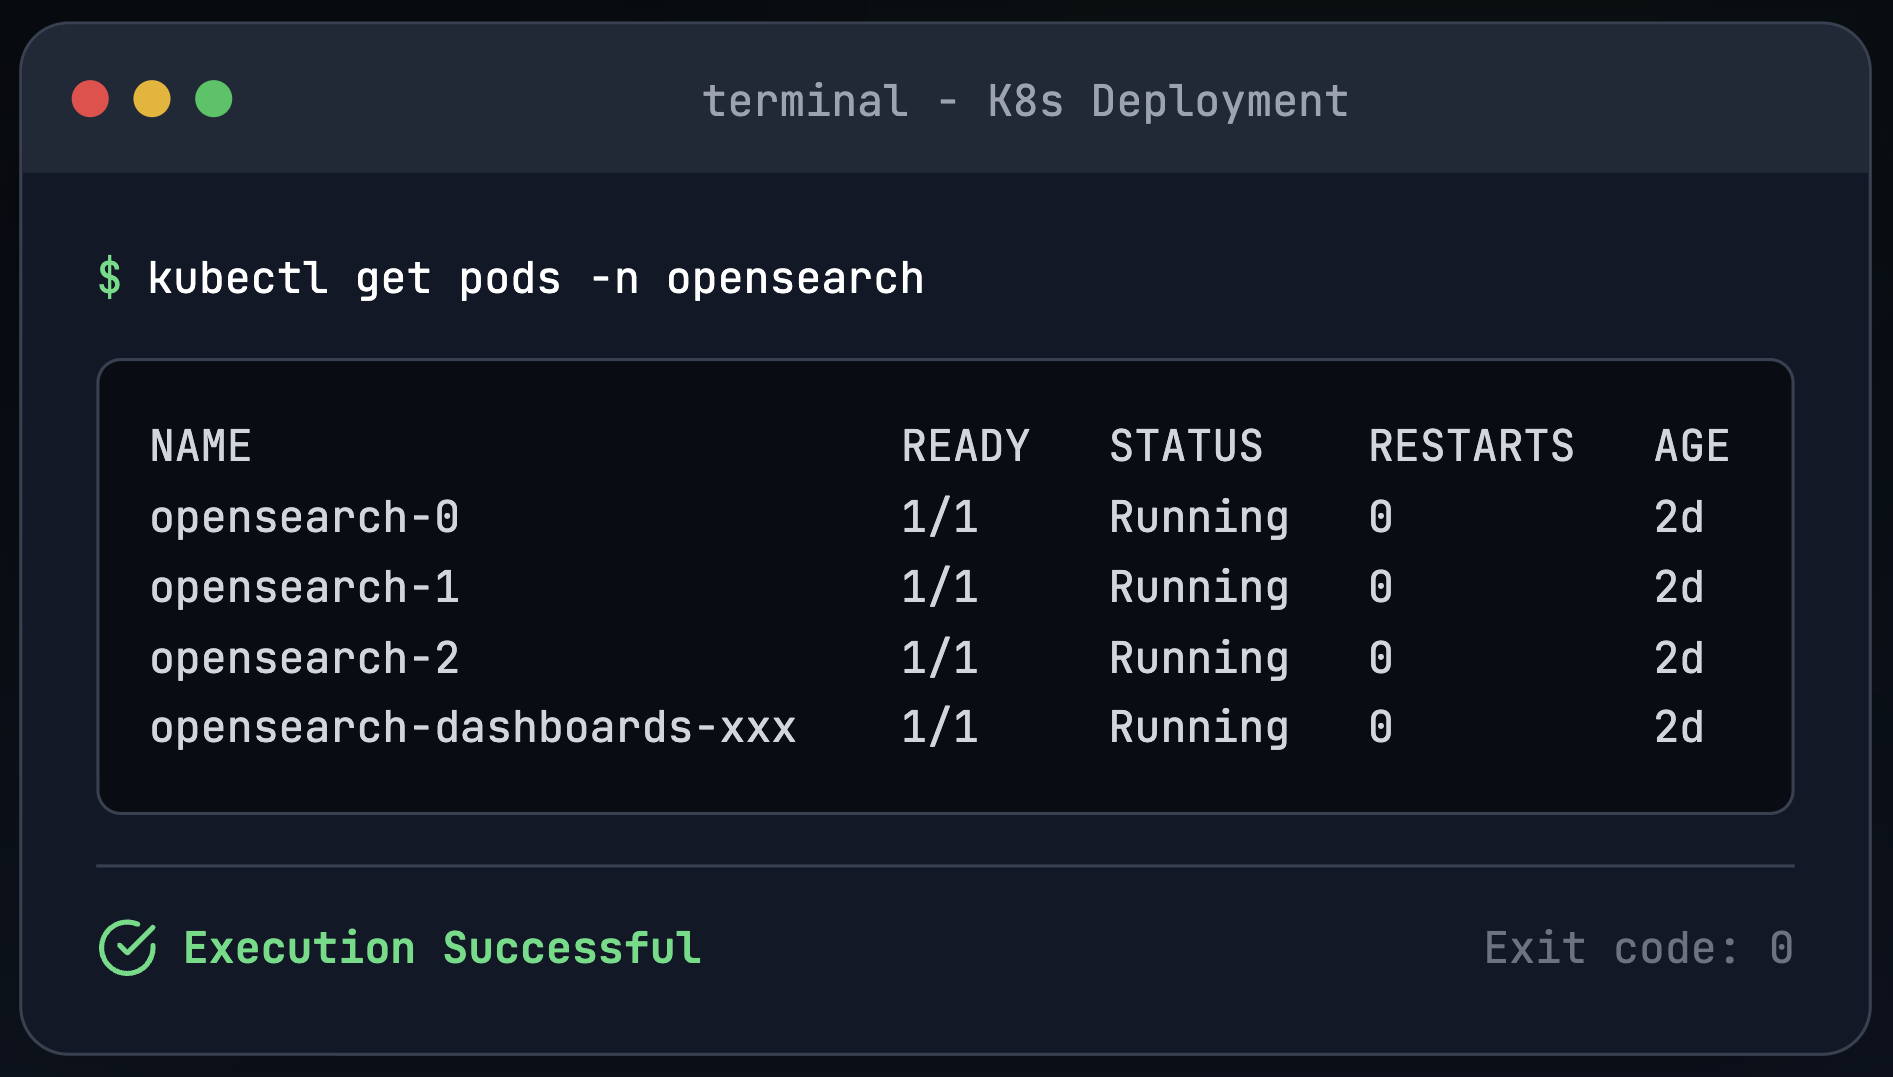 terminal - K8s Deployment
$ kubectl get pods -n opensearch
NAME READY STATUS RESTARTS AGE
opensearch-0 1/1 Running 0 2d
opensearch-1 1/1 Running 0 2d
opensearch-2 1/1 Running 0 2d
opensearch-dashboards-xxx 1/1 Running 0 2d
Execution Successful Exit code: 0